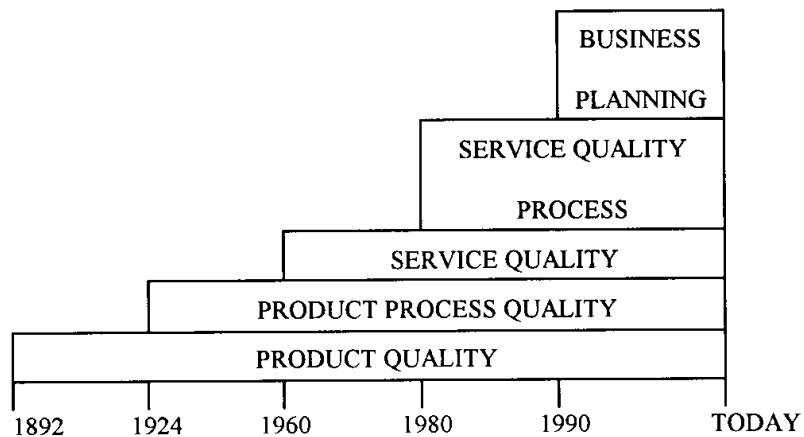 BUSINESS
PLANNING
SERVICE QUALITY
PROCESS
SERVICE QUALITY
PRODUCT PROCESS QUALITY
PRODUCT QUALITY
1892 1924 1960 1980 1990 TODAY